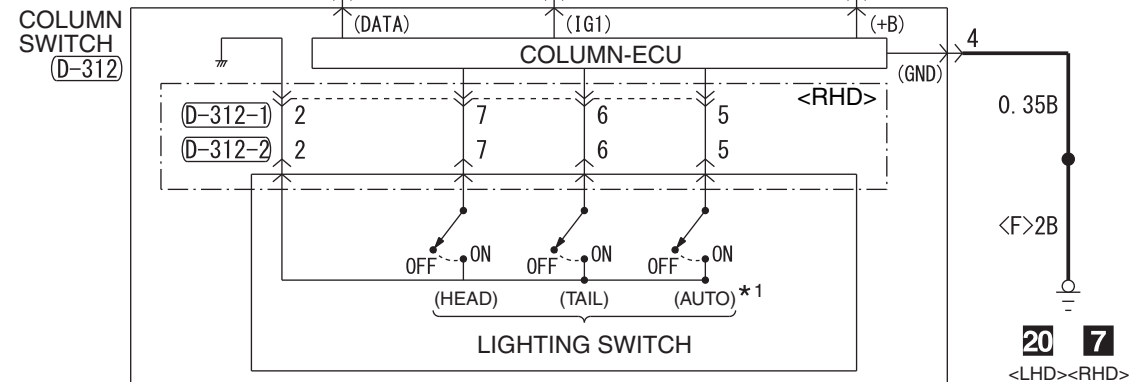 COLUMN
SWITCH
(D-312)
(DATA)
(IG1)
(+B)
COLUMN-ECU
4
(GND)
<RHD>
(D-312-1) 2 7 6 5
(D-312-2) 2 7 6 5
0.35B
<F>2B
OFF ON OFF ON OFF ON
(HEAD) (TAIL) (AUTO) *1
LIGHTING SWITCH
20 7
<LHD><RHD>